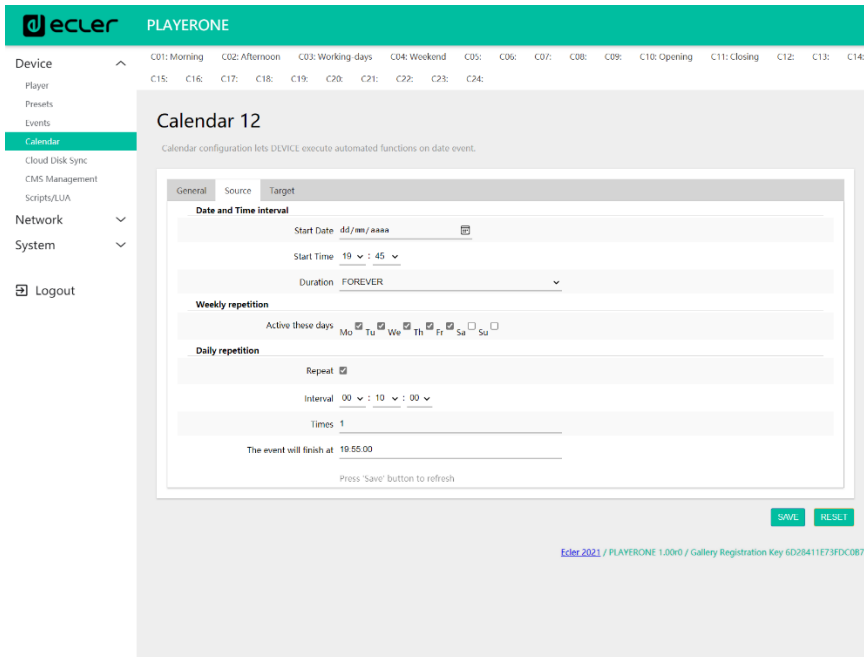 ecler PLAYERONE
Device
Player
Presets
Events
Calendar
Cloud Disk Sync
CMS Management
Scripts/LUA
Network
System
Logout
C01: Morning C02: Afternoon C03: Working-days C04: Weekend C05: C06: C07: C08: C09: C10: Opening C11: Closing C12: C13: C14:
C15: C16: C17: C18: C19: C20: C21: C22: C23: C24:
Calendar 12
Calendar configuration lets DEVICE execute automated functions on date event.
General Source Target
Date and Time interval
Start Date dd/mm/aaaa
Start Time 19 : 45
Duration FOREVER
Weekly repetition
Active these days Mo Tu We Th Fr Sa Su
Daily repetition
Repeat
Interval 00 : 10 : 00
Times 1
The event will finish at 19:55:00
Press 'Save' button to refresh
SAVE RESET
Ecler 2021 / PLAYERONE 1.00r0 / Gallery Registration Key 6D28411E73FDC0B7